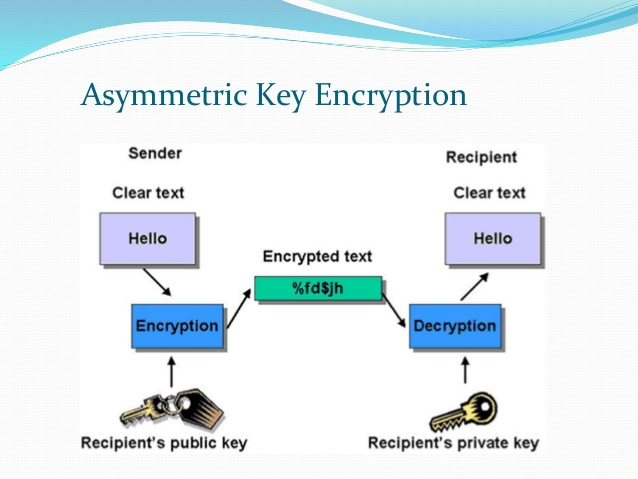 Asymmetric Key Encryption
Sender
Recipient
Clear text
Clear text
Hello
Hello
Encrypted text
%fd$jh
Encryption
Decryption
Recipient's public key
Recipient's private key